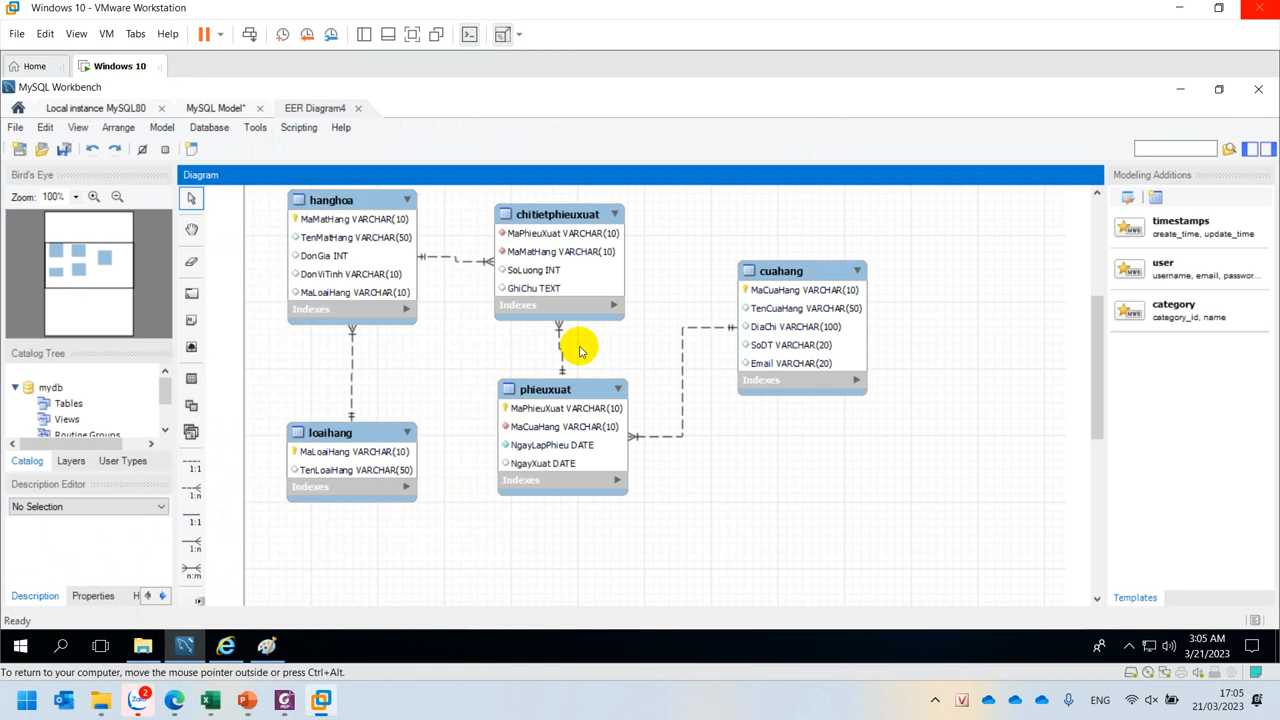 Windows 10 - VMware Workstation
File Edit View VM Tabs Help
Home Windows 10
MySQL Workbench
Local instance MySQL80 MySQL Model* EER Diagram4
File Edit View Arrange Model Database Tools Scripting Help
Bird's Eye
Zoom: 100%
Catalog Tree
mydb
Tables
Views
Routine Groups
Catalog Layers User Types
Description Editor
No Selection
Description Properties H
1:1
1:n
1:1
1:n
n:m
Diagram
hanghoa
MaMatHang VARCHAR(10)
TenMatHang VARCHAR(50)
DonGia INT
DonViTinh VARCHAR(10)
MaLoaiHang VARCHAR(10)
Indexes
chitietphieuxuat
MaPhieuXuat VARCHAR(10)
MaMatHang VARCHAR(10)
SoLuong INT
GhiChu TEXT
Indexes
cuahang
MaCuaHang VARCHAR(10)
TenCuaHang VARCHAR(50)
DiaChi VARCHAR(100)
SoDT VARCHAR(20)
Email VARCHAR(20)
Indexes
loaihang
MaLoaiHang VARCHAR(10)
TenLoaiHang VARCHAR(50)
Indexes
phieuxuat
MaPhieuXuat VARCHAR(10)
MaCuaHang VARCHAR(10)
NgayLapPhieu DATE
NgayXuat DATE
Indexes
Modeling Additions
timestamps
create_time, update_time
user
username, email, passwor...
category
category_id, name
Templates
Ready
3:05 AM
3/21/2023
To return to your computer, move the mouse pointer outside or press Ctrl+Alt.
Zalo 2
ENG
17:05
21/03/2023